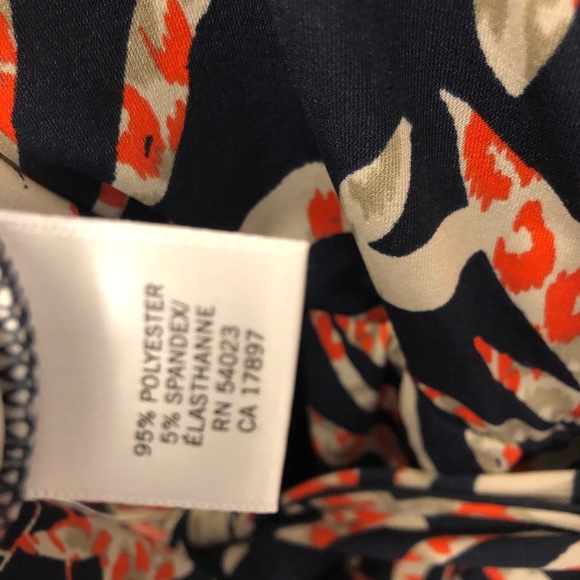 95% POLYESTER
5% SPANDEX/
ÉLASTHANNE
RN 54023
CA 17897